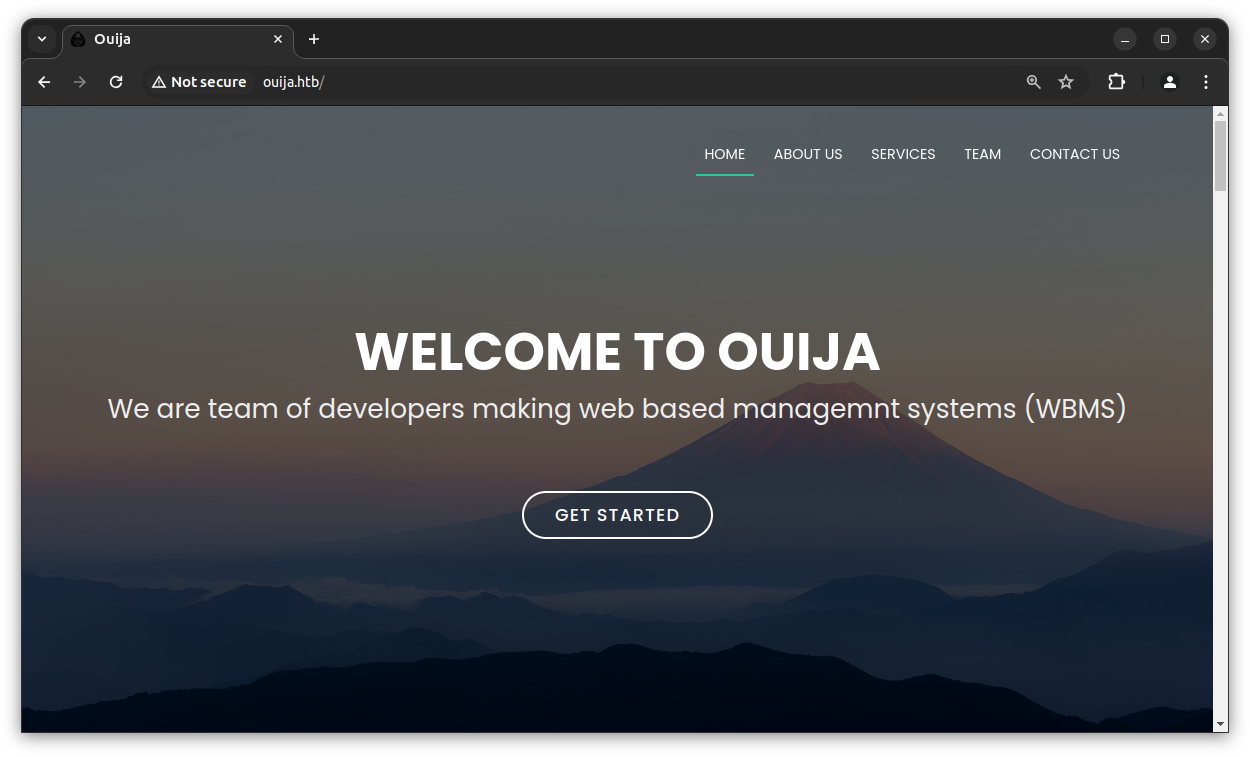 Ouija
Not secure ouija.htb/
HOME ABOUT US SERVICES TEAM CONTACT US
WELCOME TO OUIJA
We are team of developers making web based managemnt systems (WBMS)
GET STARTED